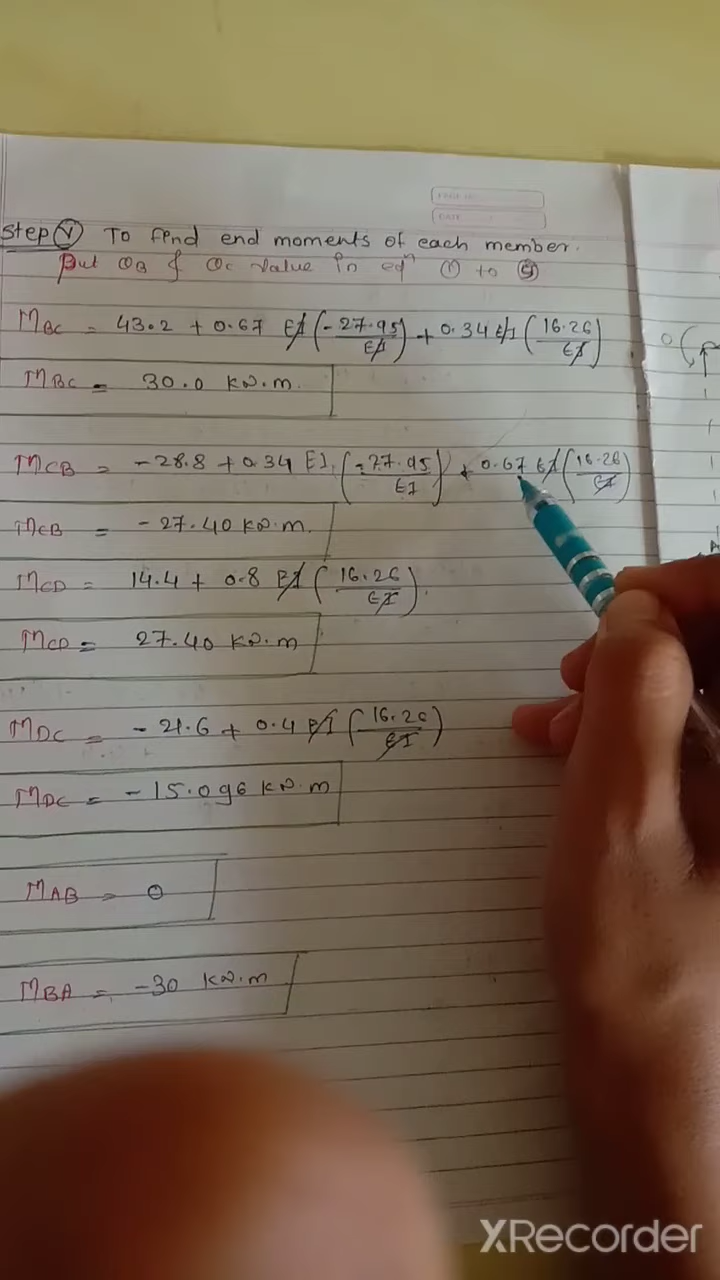 Step (V) To find end moments of each member.
Put θB & θc value in eqⁿ ① to ⑤
MBC = 43.2 + 0.67 EI (-27.95/EI) + 0.34 EI (16.26/EI)
MBC = 30.0 KN.m.
MCB = -28.8 + 0.34 EI (-27.95/EI) + 0.67 EI (16.26/EI)
MCB = -27.40 KN.m.
MCD = 14.4 + 0.8 EI (16.26/EI).
MCD = 27.40 KN.m
MDC = -21.6 + 0.4 EI (16.26/EI)
MDC = -15.096 KN.m
MAB = 0
MBA = -30 KN.m
XRecorder